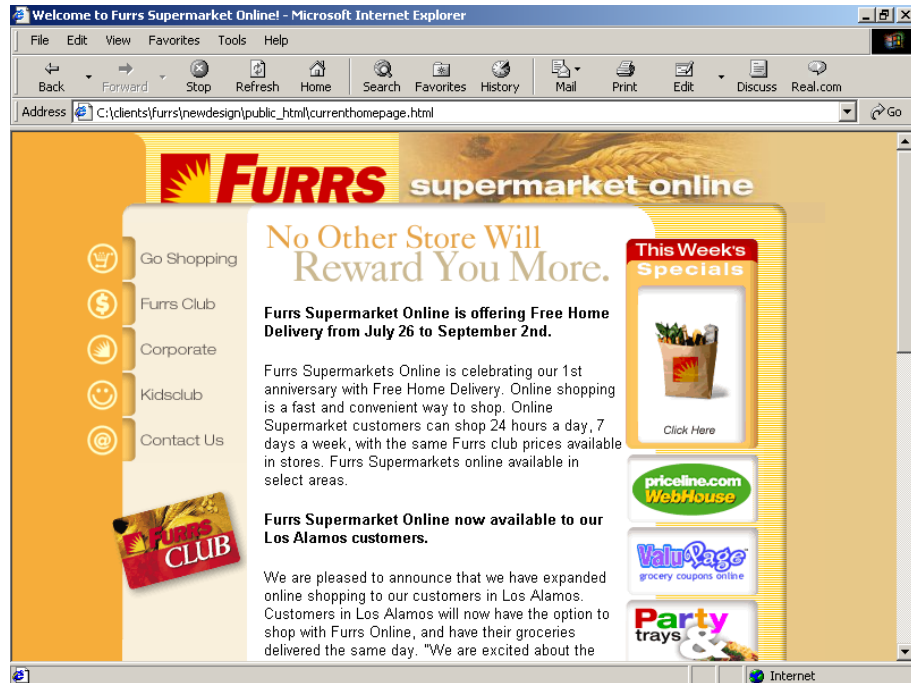 Welcome to Furrs Supermarket Online! - Microsoft Internet Explorer
File Edit View Favorites Tools Help
Back Forward Stop Refresh Home Search Favorites History Mail Print Edit Discuss Real.com
Address C:\clients\furrs\newdesign\public_html\currenthomepage.html Go
FURRS supermarket online
Go Shopping
Furrs Club
Corporate
Kidsclub
Contact Us
FURRS
CLUB
No Other Store Will
Reward You More.
Furrs Supermarket Online is offering Free Home
Delivery from July 26 to September 2nd.
Furrs Supermarkets Online is celebrating our 1st
anniversary with Free Home Delivery. Online shopping
is a fast and convenient way to shop. Online
Supermarket customers can shop 24 hours a day, 7
days a week, with the same Furrs club prices available
in stores. Furrs Supermarkets online available in
select areas.
Furrs Supermarket Online now available to our
Los Alamos customers.
We are pleased to announce that we have expanded
online shopping to our customers in Los Alamos.
Customers in Los Alamos will now have the option to
shop with Furrs Online, and have their groceries
delivered the same day. "We are excited about the
This Week's
Specials
Click Here
priceline.com
WebHouse
ValuPage
grocery coupons online
Party
trays &
Internet